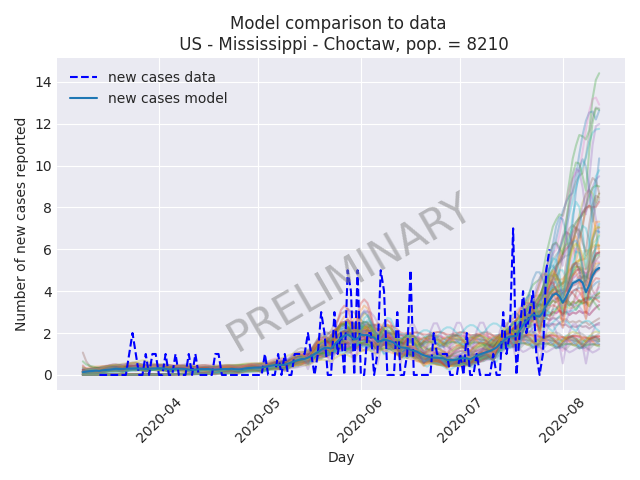 Model comparison to data
US - Mississippi - Choctaw, pop. = 8210
new cases data
new cases model
Number of new cases reported
14
12
10
8
6
4
2
0
PRELIMINARY
2020-04
2020-05
2020-06
2020-07
2020-08
Day